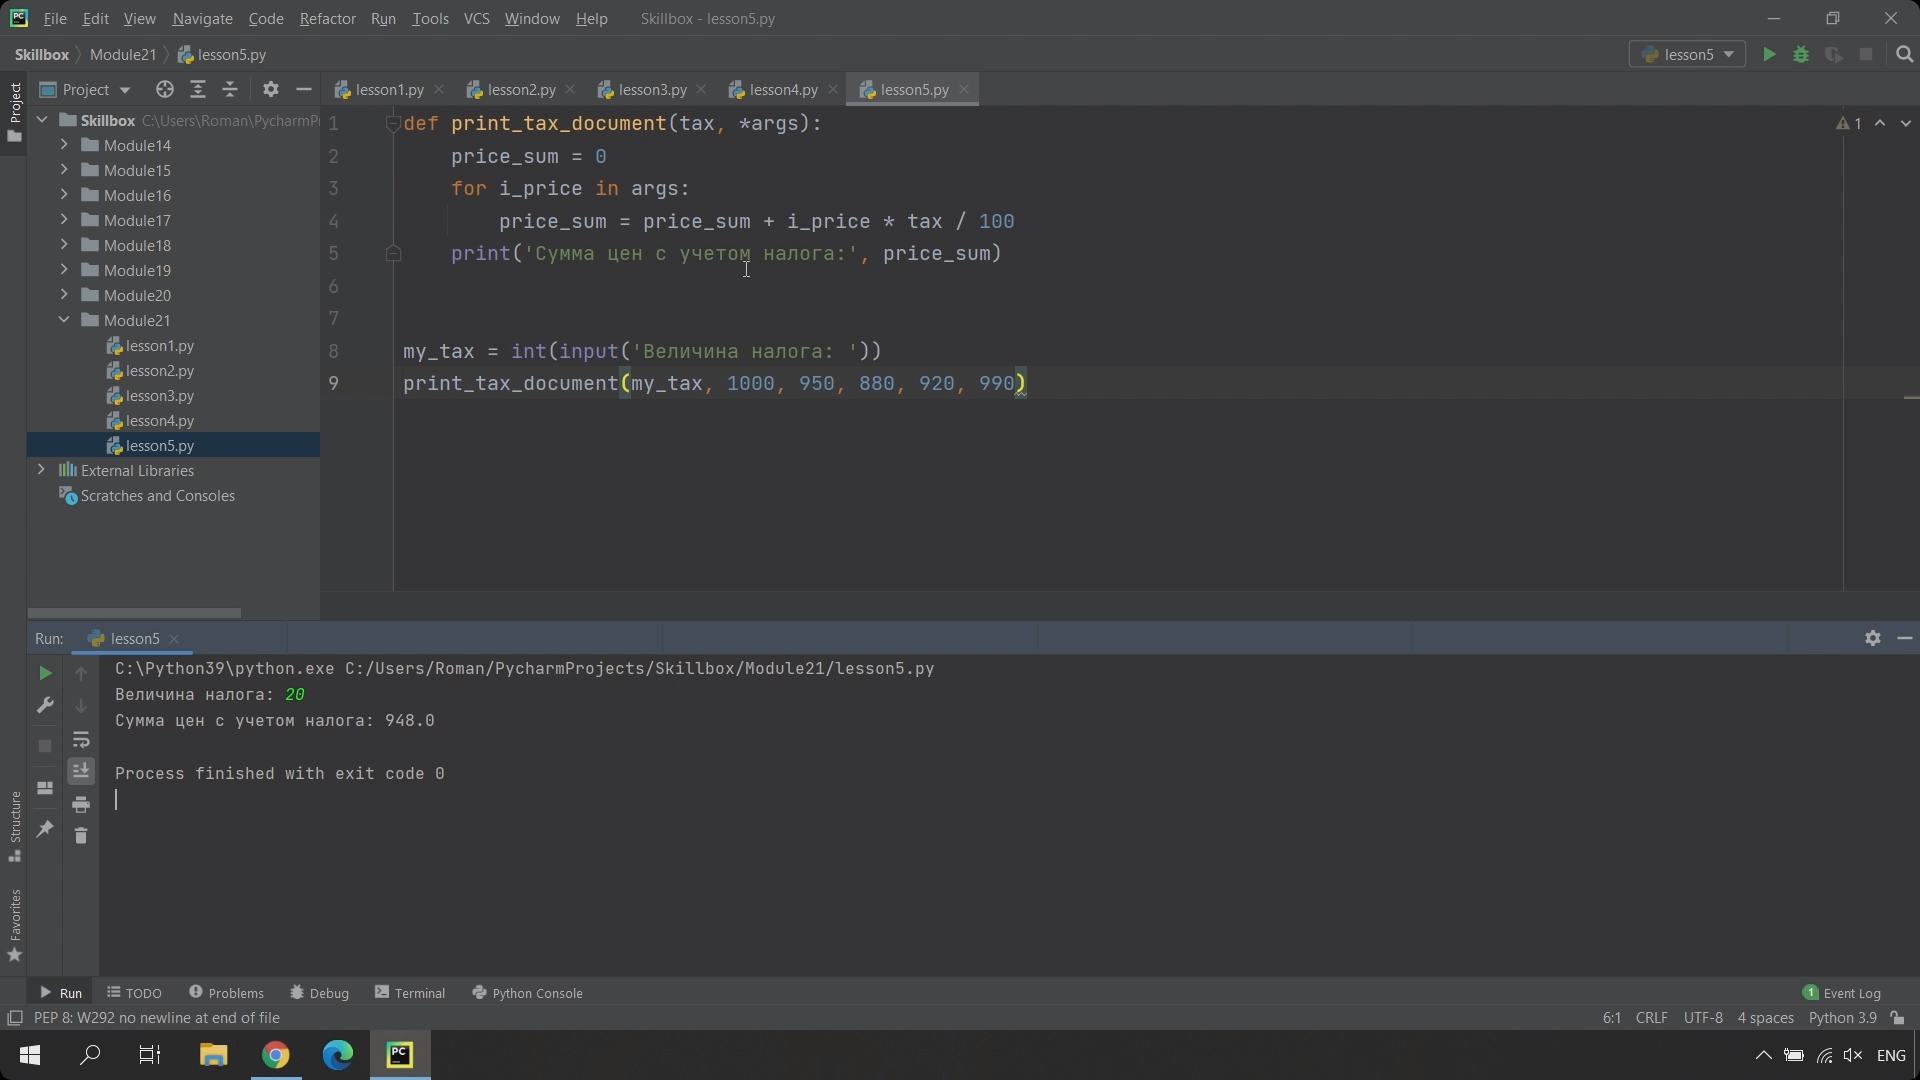 File Edit View Navigate Code Refactor Run Tools VCS Window Help Skillbox - lesson5.py
Skillbox Module21 lesson5.py lesson5
Project
Project
lesson1.py lesson2.py lesson3.py lesson4.py lesson5.py
Skillbox C:\Users\Roman\PycharmP
Module14
Module15
Module16
Module17
Module18
Module19
Module20
Module21
lesson1.py
lesson2.py
lesson3.py
lesson4.py
lesson5.py
External Libraries
Scratches and Consoles
1 def print_tax_document(tax, *args): 1
2 price_sum = 0
3 for i_price in args:
4 price_sum = price_sum + i_price * tax / 100
5 print('Сумма цен с учетом налога:', price_sum)
6
7
8 my_tax = int(input('Величина налога: '))
9 print_tax_document(my_tax, 1000, 950, 880, 920, 990)
Run: lesson5
C:\Python39\python.exe C:/Users/Roman/PycharmProjects/Skillbox/Module21/lesson5.py
Величина налога: 20
Сумма цен с учетом налога: 948.0
Process finished with exit code 0
Structure
Favorites
Run TODO Problems Debug Terminal Python Console 1 Event Log
PEP 8: W292 no newline at end of file 6:1 CRLF UTF-8 4 spaces Python 3.9
PC ENG